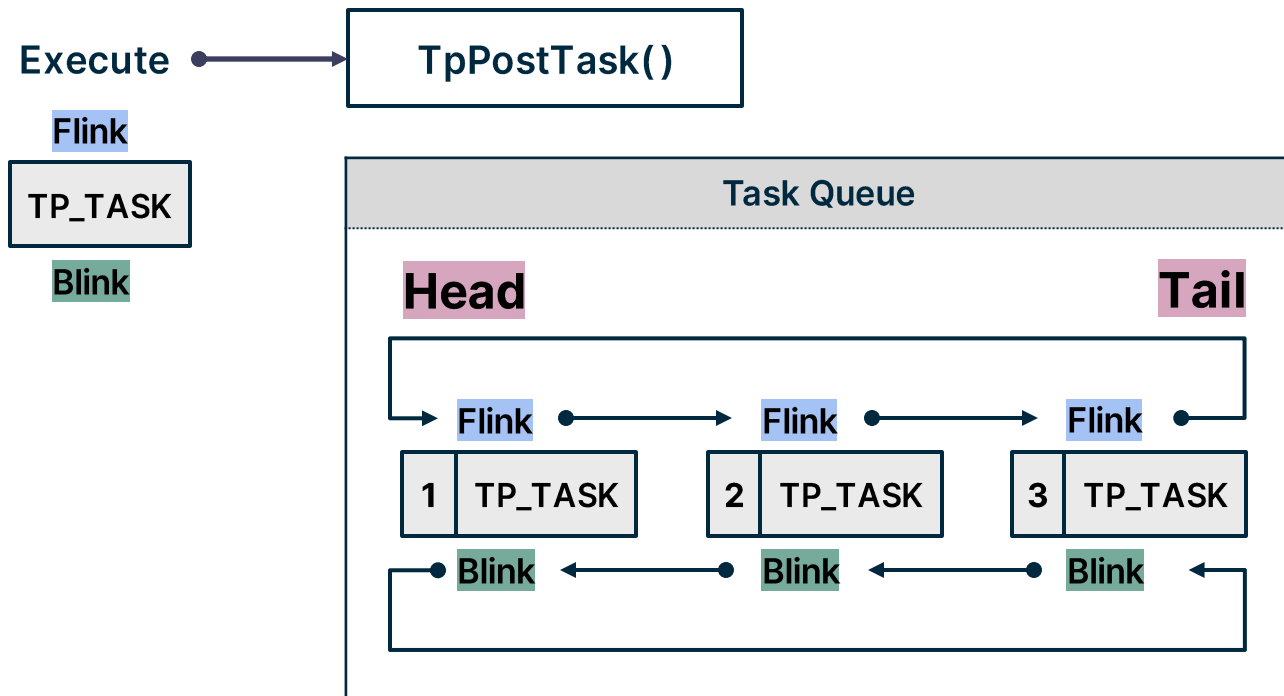 Execute
TpPostTask()
Flink
TP_TASK
Blink
Task Queue
Head
Tail
Flink
Flink
Flink
1 TP_TASK
2 TP_TASK
3 TP_TASK
Blink
Blink
Blink